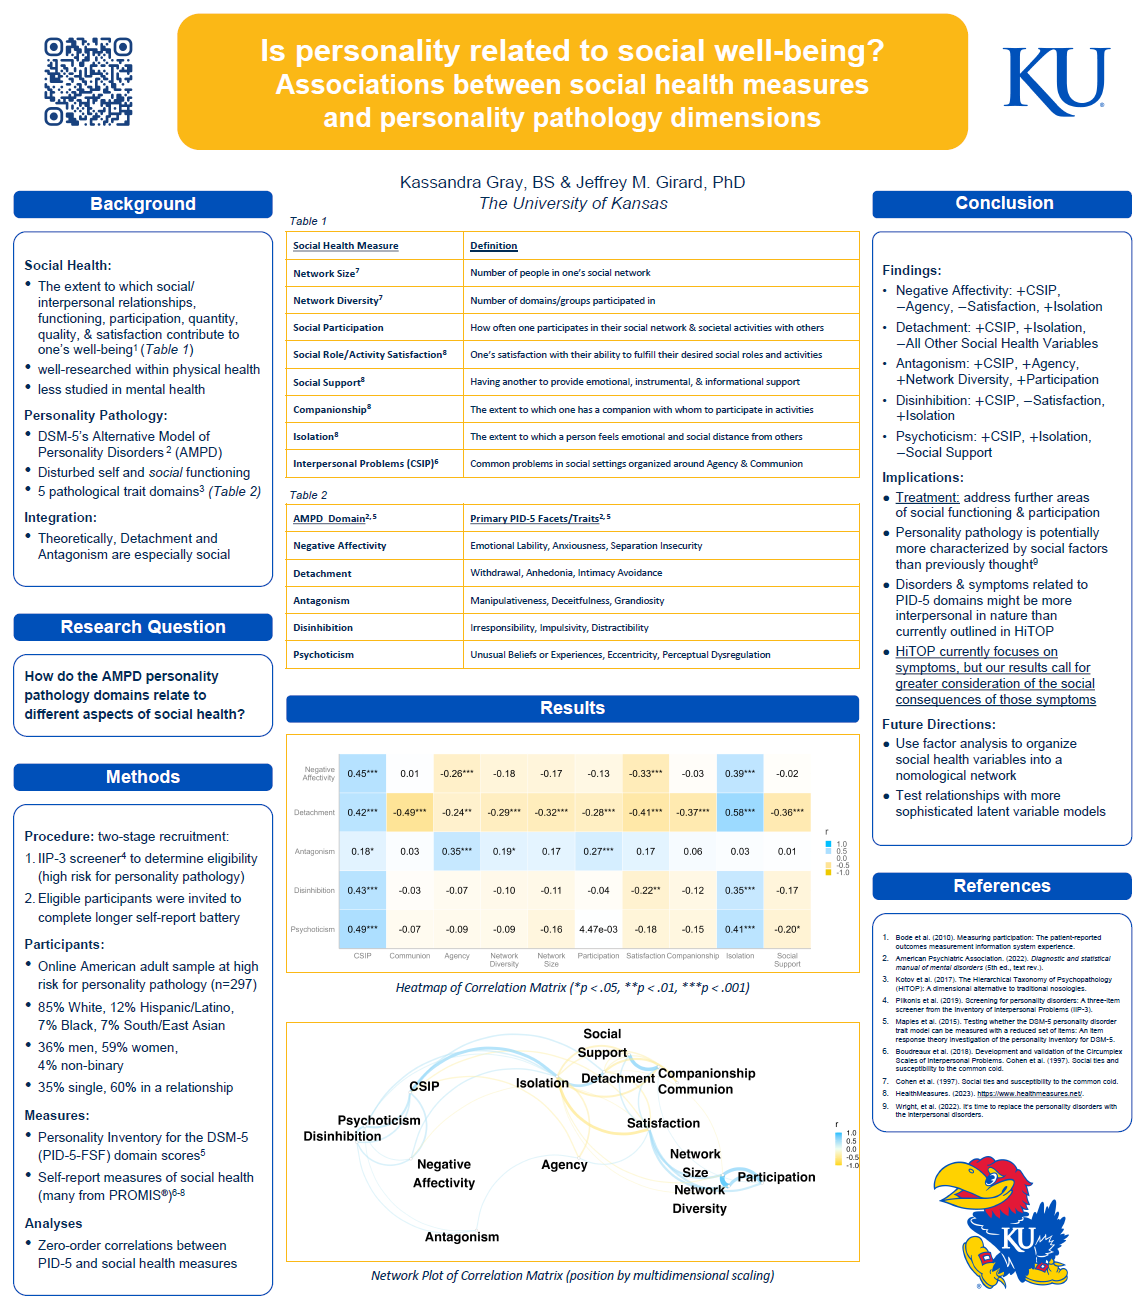 Is personality related to social well-being?
Associations between social health measures
and personality pathology dimensions
KU
Kassandra Gray, BS & Jeffrey M. Girard, PhD
The University of Kansas
Background
Social Health:
• The extent to which social/
interpersonal relationships,
functioning, participation, quantity,
quality, & satisfaction contribute to
one's well-being1 (Table 1)
• well-researched within physical health
• less studied in mental health
Personality Pathology:
• DSM-5's Alternative Model of
Personality Disorders 2 (AMPD)
• Disturbed self and social functioning
• 5 pathological trait domains3 (Table 2)
Integration:
• Theoretically, Detachment and
Antagonism are especially social
Research Question
How do the AMPD personality
pathology domains relate to
different aspects of social health?
Methods
Procedure: two-stage recruitment:
1. IIP-3 screener4 to determine eligibility
(high risk for personality pathology)
2. Eligible participants were invited to
complete longer self-report battery
Participants:
• Online American adult sample at high
risk for personality pathology (n=297)
• 85% White, 12% Hispanic/Latino,
7% Black, 7% South/East Asian
• 36% men, 59% women,
4% non-binary
• 35% single, 60% in a relationship
Measures:
• Personality Inventory for the DSM-5
(PID-5-FSF) domain scores5
• Self-report measures of social health
(many from PROMIS®)6-8
Analyses
• Zero-order correlations between
PID-5 and social health measures
Table 1
Social Health Measure Definition
Network Size7 Number of people in one's social network
Network Diversity7 Number of domains/groups participated in
Social Participation How often one participates in their social network & societal activities with others
Social Role/Activity Satisfaction8 One's satisfaction with their ability to fulfill their desired social roles and activities
Social Support8 Having another to provide emotional, instrumental, & informational support
Companionship8 The extent to which one has a companion with whom to participate in activities
Isolation8 The extent to which a person feels emotional and social distance from others
Interpersonal Problems (CSIP)6 Common problems in social settings organized around Agency & Communion
Table 2
AMPD Domain2, 5 Primary PID-5 Facets/Traits2, 5
Negative Affectivity Emotional Lability, Anxiousness, Separation Insecurity
Detachment Withdrawal, Anhedonia, Intimacy Avoidance
Antagonism Manipulativeness, Deceitfulness, Grandiosity
Disinhibition Irresponsibility, Impulsivity, Distractibility
Psychoticism Unusual Beliefs or Experiences, Eccentricity, Perceptual Dysregulation
Results
Negative
Affectivity 0.45*** 0.01 -0.26*** -0.18 -0.17 -0.13 -0.33*** -0.03 0.39*** -0.02
Detachment 0.42*** -0.49*** -0.24** -0.29*** -0.32*** -0.28*** -0.41*** -0.37*** 0.58*** -0.36***
Antagonism 0.18* 0.03 0.35*** 0.19* 0.17 0.27*** 0.17 0.06 0.03 0.01
Disinhibition 0.43*** -0.03 -0.07 -0.10 -0.11 -0.04 -0.22** -0.12 0.35*** -0.17
Psychoticism 0.49*** -0.07 -0.09 -0.09 -0.16 4.47e-03 -0.18 -0.15 0.41*** -0.20*
CSIP Communion Agency Network Network Participation Satisfaction Companionship Isolation Social
Diversity Size Support
r
1.0
0.5
0.0
-0.5
-1.0
Heatmap of Correlation Matrix (*p < .05, **p < .01, ***p < .001)
Social
Support
CSIP
Isolation
Detachment
Companionship
Communion
Psychoticism
Disinhibition
Satisfaction
Negative
Affectivity
Agency
Network
Size
Network
Diversity
Participation
Antagonism
r
1.0
0.5
0.0
-0.5
-1.0
Network Plot of Correlation Matrix (position by multidimensional scaling)
Conclusion
Findings:
• Negative Affectivity: +CSIP,
−Agency, −Satisfaction, +Isolation
• Detachment: +CSIP, +Isolation,
−All Other Social Health Variables
• Antagonism: +CSIP, +Agency,
+Network Diversity, +Participation
• Disinhibition: +CSIP, −Satisfaction,
+Isolation
• Psychoticism: +CSIP, +Isolation,
−Social Support
Implications:
● Treatment: address further areas
of social functioning & participation
● Personality pathology is potentially
more characterized by social factors
than previously thought9
● Disorders & symptoms related to
PID-5 domains might be more
interpersonal in nature than
currently outlined in HiTOP
● HiTOP currently focuses on
symptoms, but our results call for
greater consideration of the social
consequences of those symptoms
Future Directions:
● Use factor analysis to organize
social health variables into a
nomological network
● Test relationships with more
sophisticated latent variable models
References
1. Bode et al. (2010). Measuring participation: The patient-reported
outcomes measurement information system experience.
2. American Psychiatric Association. (2022). Diagnostic and statistical
manual of mental disorders (5th ed., text rev.).
3. Kotov et al. (2017). The Hierarchical Taxonomy of Psychopathology
(HiTOP): A dimensional alternative to traditional nosologies.
4. Pilkonis et al. (2019). Screening for personality disorders: A three-item
screener from the Inventory of Interpersonal Problems (IIP-3).
5. Maples et al. (2015). Testing whether the DSM-5 personality disorder
trait model can be measured with a reduced set of items: An item
response theory investigation of the personality inventory for DSM-5.
6. Boudreaux et al. (2018). Development and validation of the Circumplex
Scales of Interpersonal Problems. Cohen et al. (1997). Social ties and
susceptibility to the common cold.
7. Cohen et al. (1997). Social ties and susceptibility to the common cold.
8. HealthMeasures. (2023). https://www.healthmeasures.net/.
9. Wright, et al. (2022). It's time to replace the personality disorders with
the interpersonal disorders.
KU